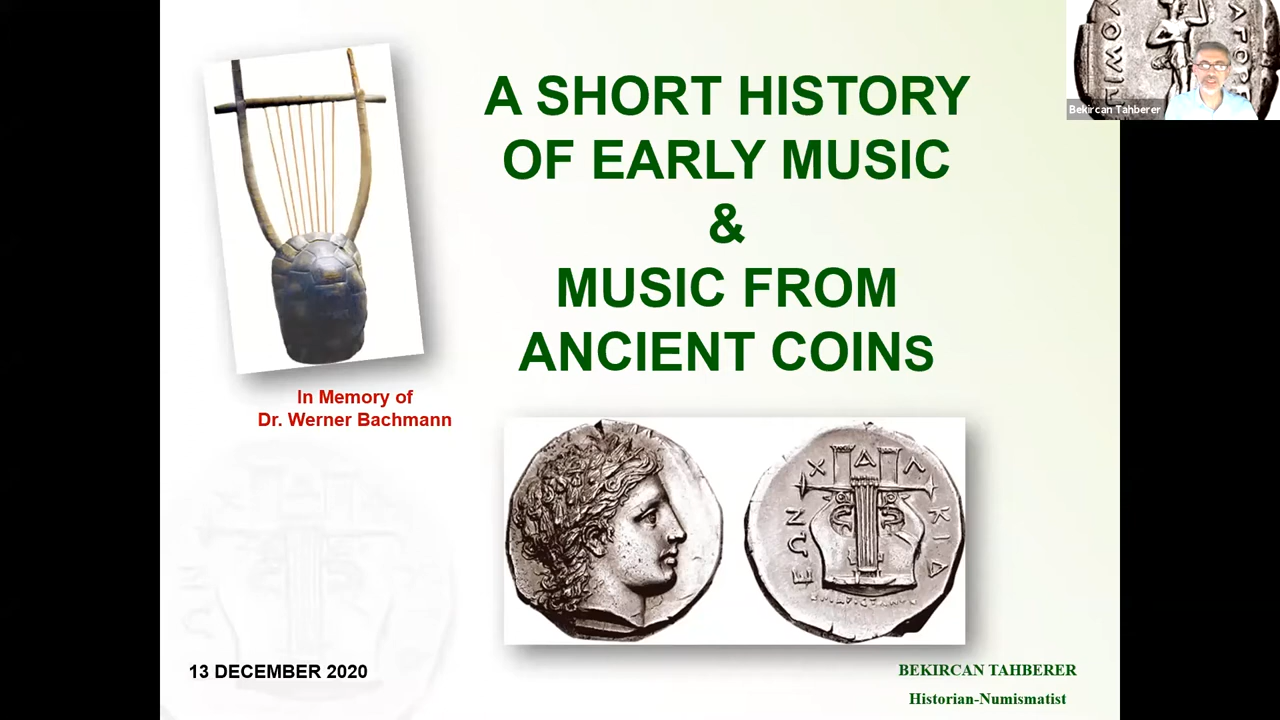 A SHORT HISTORY
OF EARLY MUSIC
&
MUSIC FROM
ANCIENT COINS
In Memory of
Dr. Werner Bachmann
Χ Δ Λ
Κ Ι Δ
Ε Ω Ν
13 DECEMBER 2020
BEKIRCAN TAHBERER
Historian-Numismatist
Bekircan Tahberer